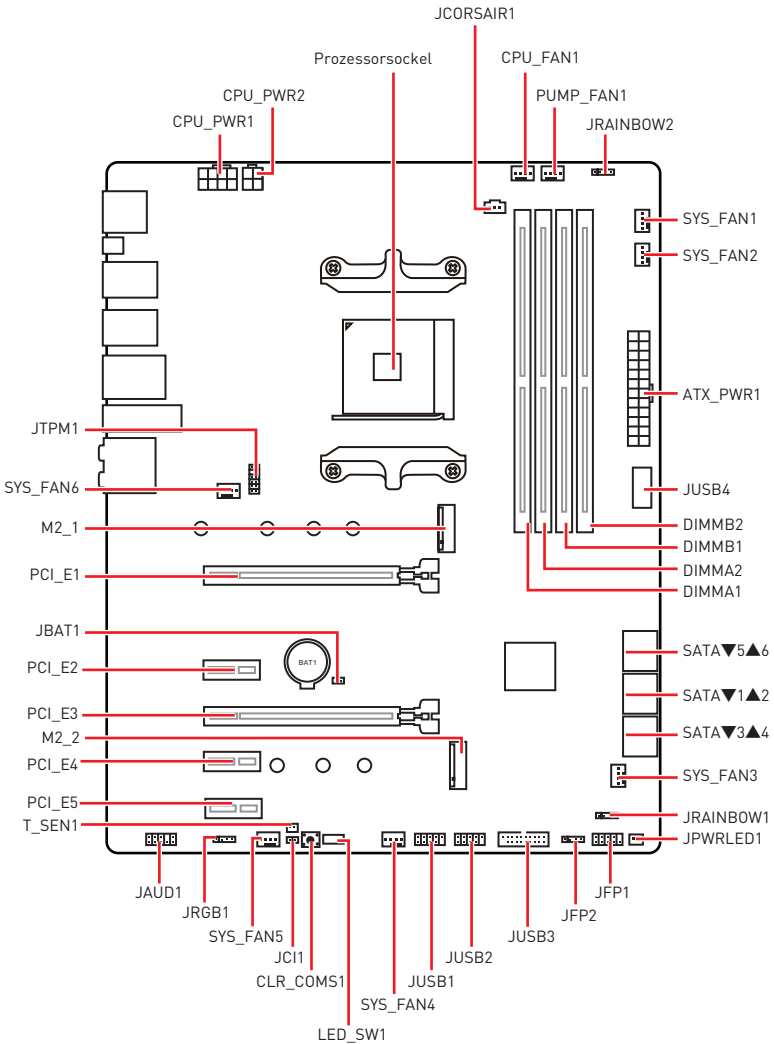 JCORSAIR1
Prozessorsockel
CPU_FAN1
CPU_PWR2
PUMP_FAN1
CPU_PWR1
JRAINBOW2
SYS_FAN1
SYS_FAN2
ATX_PWR1
JTPM1
SYS_FAN6
JUSB4
M2_1
DIMMB2
DIMMB1
PCI_E1
DIMMA2
DIMMA1
JBAT1
BAT1
PCI_E2
SATA▼5▲6
SATA▼1▲2
PCI_E3
SATA▼3▲4
M2_2
PCI_E4
SYS_FAN3
PCI_E5
JRAINBOW1
T_SEN1
JPWRLED1
JAUD1
JFP1
JRGB1
JFP2
SYS_FAN5
JUSB3
JCI1
JUSB2
CLR_COMS1
JUSB1
SYS_FAN4
LED_SW1